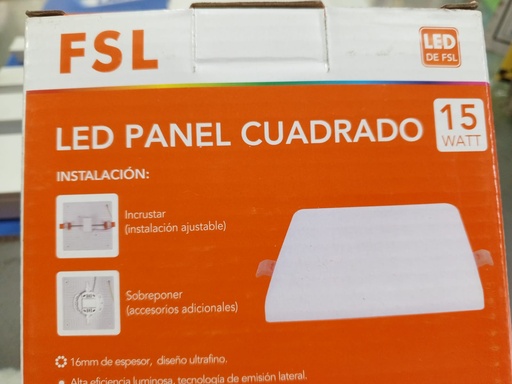 FSL
LED
DE FSL
LED PANEL CUADRADO
15
WATT
INSTALACIÓN:
Incrustar
(instalación ajustable)
Sobreponer
(accesorios adicionales)
16mm de espesor, diseño ultrafino.
Alta eficiencia luminosa, tecnología de emisión lateral.